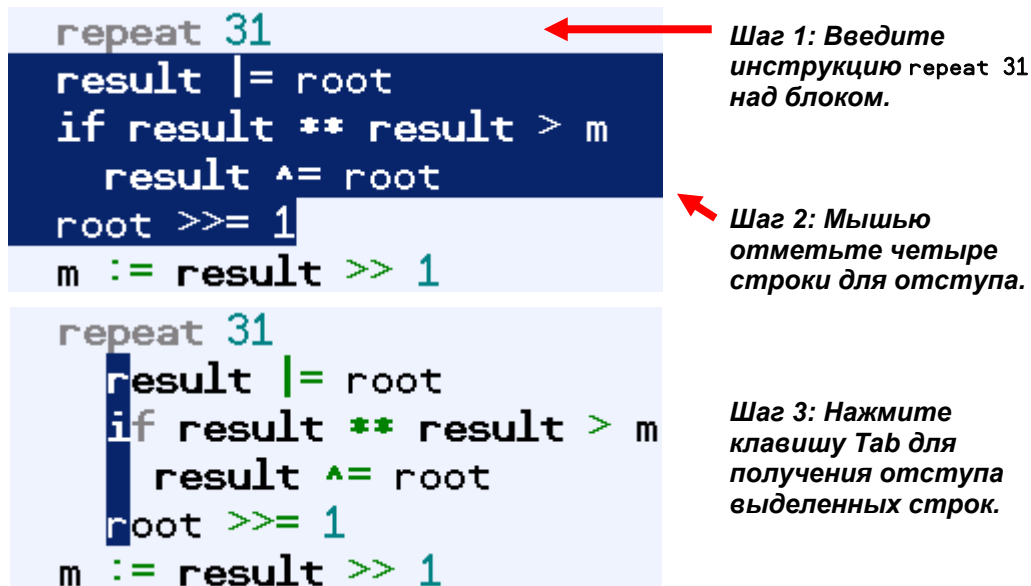 repeat 31
result |= root
if result ** result > m
result ^= root
root >>= 1
m := result >> 1
Шаг 1: Введите
инструкцию repeat 31
над блоком.
Шаг 2: Мышью
отметьте четыре
строки для отступа.
repeat 31
result |= root
if result ** result > m
result ^= root
root >>= 1
m := result >> 1
Шаг 3: Нажмите
клавишу Tab для
получения отступа
выделенных строк.